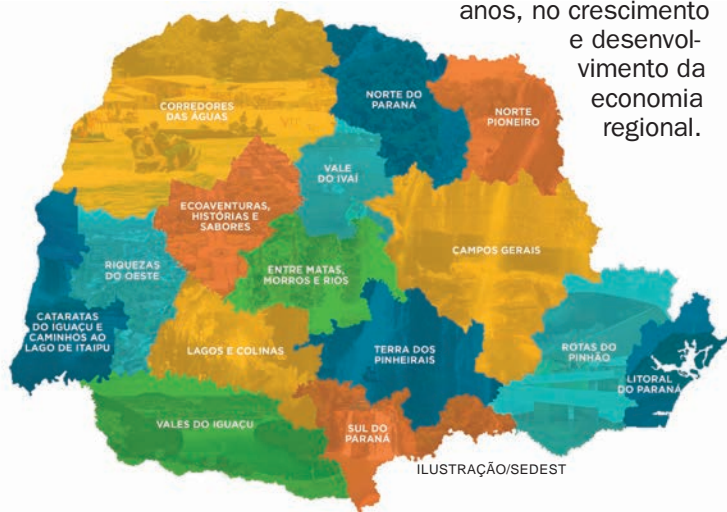 anos, no crescimento
e desenvol-
vimento da
economia
regional.
CORREDORES
DAS ÁGUAS
NORTE DO
PARANÁ
NORTE
PIONEIRO
VALE
DO IVAÍ
ECOAVENTURAS,
HISTÓRIAS E
SABORES
CAMPOS GERAIS
RIQUEZAS
DO OESTE
ENTRE MATAS,
MORROS E RIOS
CATARATAS
DO IGUAÇU E
CAMINHOS AO
LAGO DE ITAIPU
LAGOS E COLINAS
TERRA DOS
PINHEIRAIS
ROTAS DO
PINHÃO
LITORAL
DO PARANÁ
VALES DO IGUAÇU
SUL DO
PARANÁ
ILUSTRAÇÃO/SEDEST